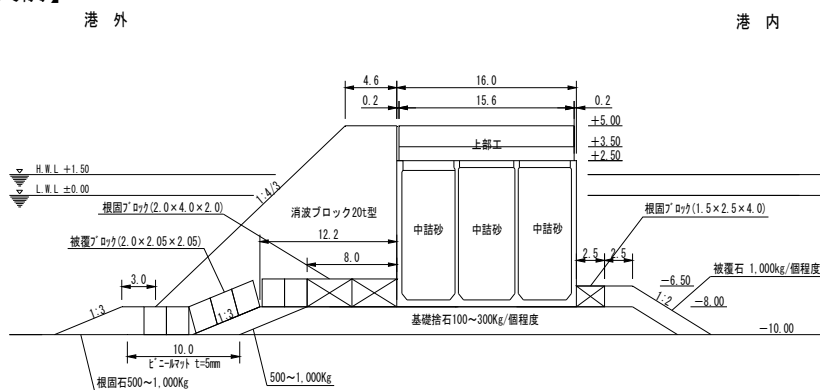 港 外
港 内
4.6
16.0
0.2
15.6
0.2
+5.00
+3.50
+2.50
上部工
H.W.L +1.50
L.W.L ±0.00
1:4/3
根固ブロック(2.0×4.0×2.0)
消波ブロック20t型
中詰砂
中詰砂
中詰砂
根固ブロック(1.5×2.5×4.0)
被覆ブロック(2.0×2.05×2.05)
12.2
8.0
2.5
2.5
被覆石 1,000kg/個程度
3.0
-6.50
1:2
-8.00
1:3
1:3
基礎捨石100~300Kg/個程度
-10.00
10.0
ビニールマット t=5mm
500~1,000Kg
根固石500~1,000Kg